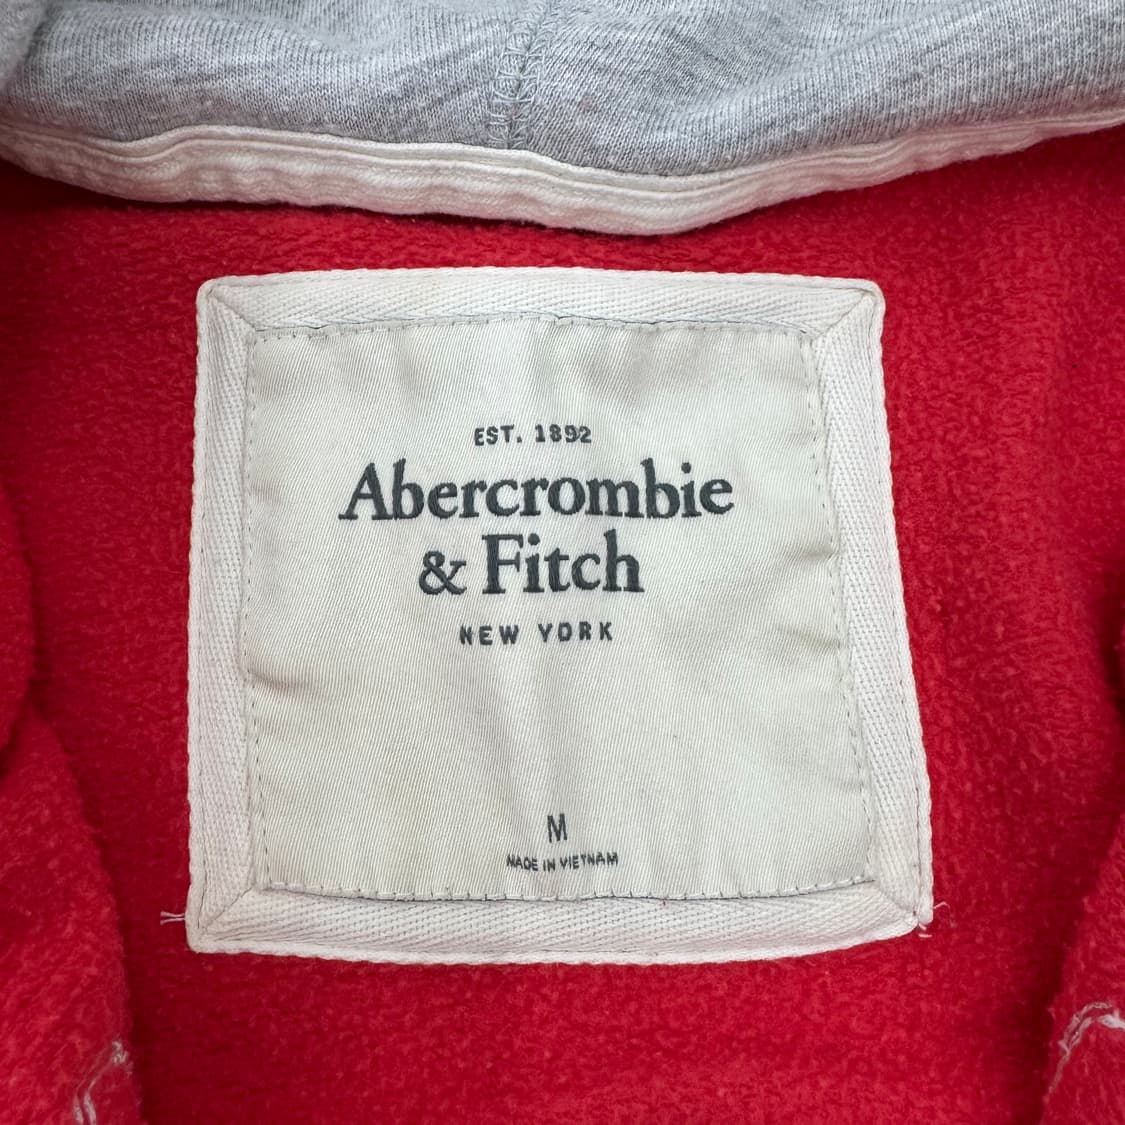 EST. 1892
Abercrombie
& Fitch
NEW YORK
M
MADE IN VIETNAM